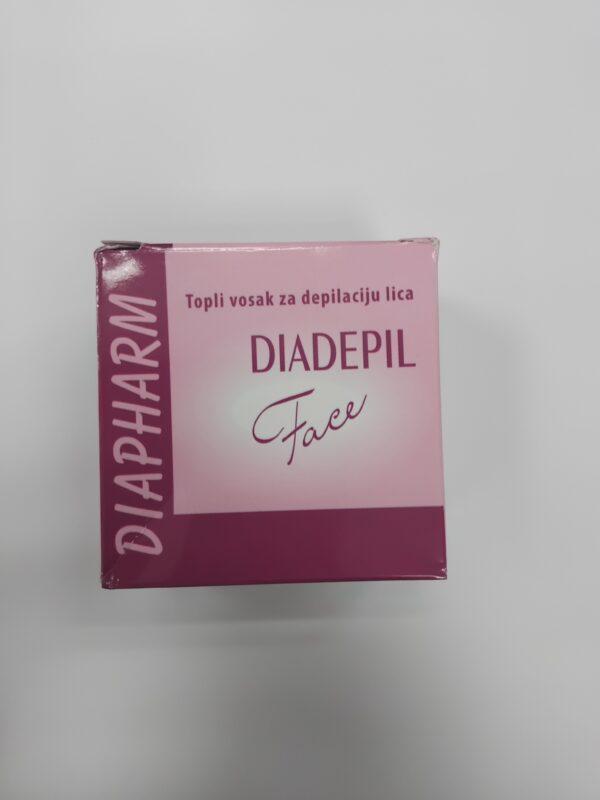 DIAPHARM
Topli vosak za depilaciju lica
DIADEPIL
Face